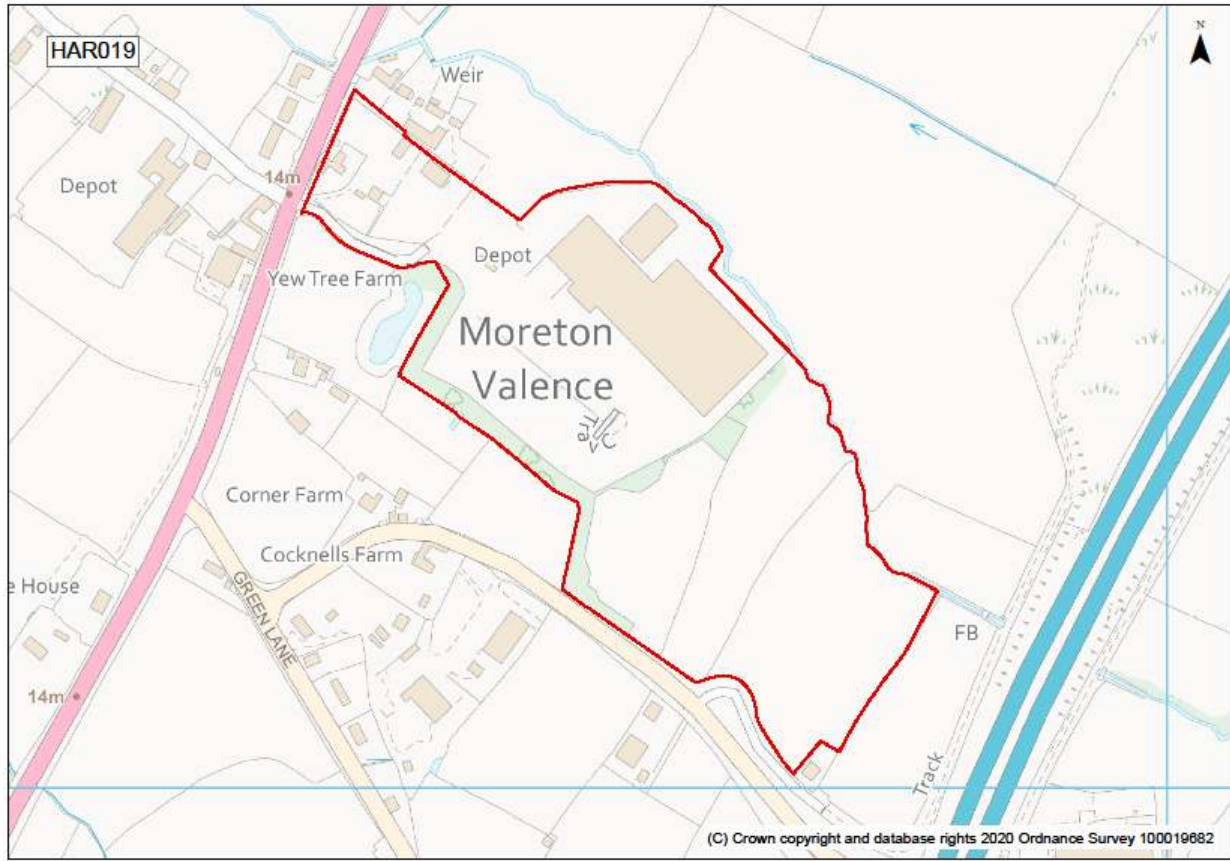 HAR019
N
Weir
14m
Depot
Depot
Yew Tree Farm
Moreton
Valence
Corner Farm
Cocknells Farm
e House
GREEN LANE
FB
14m
Track
(C) Crown copyright and database rights 2020 Ordnance Survey 100019682